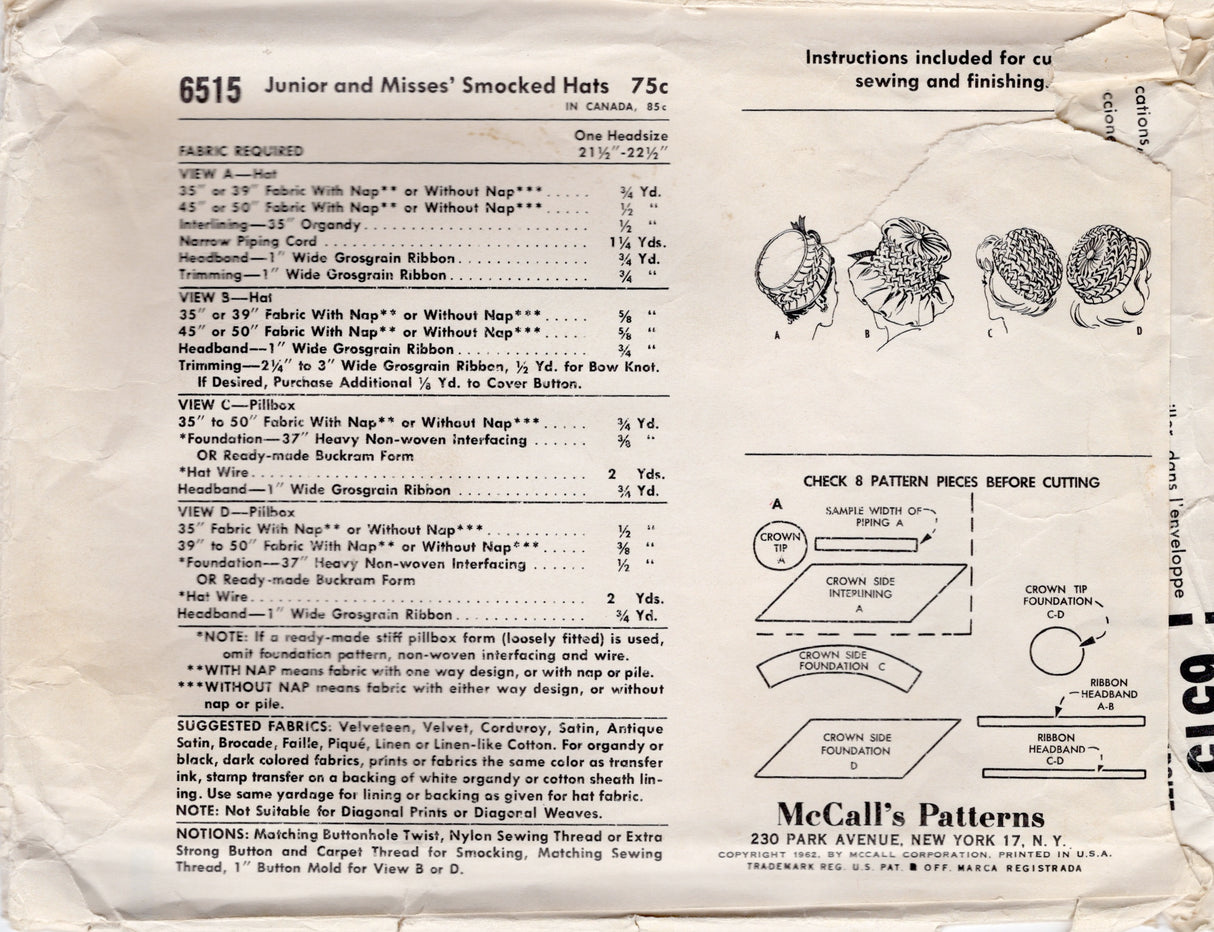 6515 Junior and Misses' Smocked Hats 75c
IN CANADA, 85c
One Headsize
FABRIC REQUIRED 21½"-22½"
VIEW A—Hat
35" or 39" Fabric With Nap** or Without Nap***..... ¾ Yd.
45" or 50" Fabric With Nap** or Without Nap***..... ½ "
Interlining—35" Organdy.......................... ½ "
Narrow Piping Cord .............................. 1¼ Yds.
Headband—1" Wide Grosgrain Ribbon............... ¾ Yd.
Trimming—1" Wide Grosgrain Ribbon................ ¾ "
VIEW B—Hat
35" or 39" Fabric With Nap** or Without Nap***..... ⅝ "
45" or 50" Fabric With Nap** or Without Nap***..... ⅝ "
Headband—1" Wide Grosgrain Ribbon............... ¾ "
Trimming—2¼" to 3" Wide Grosgrain Ribbon, ½ Yd. for Bow Knot.
If Desired, Purchase Additional ⅛ Yd. to Cover Button.
VIEW C—Pillbox
35" to 50" Fabric With Nap** or Without Nap***..... ¾ Yd.
*Foundation—37" Heavy Non-woven Interfacing ...... ⅜ "
OR Ready-made Buckram Form
*Hat Wire....................................... 2 Yds.
Headband—1" Wide Grosgrain Ribbon............... ¾ Yd.
VIEW D—Pillbox
35" Fabric With Nap** or Without Nap***............ ½ "
39" to 50" Fabric With Nap** or Without Nap***..... ⅜ "
*Foundation—37" Heavy Non-woven Interfacing ...... ½ "
OR Ready-made Buckram Form
*Hat Wire....................................... 2 Yds.
Headband—1" Wide Grosgrain Ribbon............... ¾ Yd.
*NOTE: If a ready-made stiff pillbox form (loosely fitted) is used,
omit foundation pattern, non-woven interfacing and wire.
**WITH NAP means fabric with one way design, or with nap or pile.
***WITHOUT NAP means fabric with either way design, or without
nap or pile.
SUGGESTED FABRICS: Velveteen, Velvet, Corduroy, Satin, Antique
Satin, Brocade, Faille, Piqué, Linen or Linen-like Cotton. For organdy or
black, dark colored fabrics, prints or fabrics the same color as transfer
ink, stamp transfer on a backing of white organdy or cotton sheath lin-
ing. Use same yardage for lining or backing as given for hat fabric.
NOTE: Not Suitable for Diagonal Prints or Diagonal Weaves.
NOTIONS: Matching Buttonhole Twist, Nylon Sewing Thread or Extra
Strong Button and Carpet Thread for Smocking, Matching Sewing
Thread, 1" Button Mold for View B or D.
Instructions included for cu
sewing and finishing.
cations,
ccione
A B C D
CHECK 8 PATTERN PIECES BEFORE CUTTING
A
SAMPLE WIDTH OF
PIPING A
CROWN
TIP
A
CROWN SIDE
INTERLINING
A
CROWN TIP
FOUNDATION
C-D
CROWN SIDE
FOUNDATION C
RIBBON
HEADBAND
A-B
CROWN SIDE
FOUNDATION
D
RIBBON
HEADBAND
C-D
McCall's Patterns
230 PARK AVENUE, NEW YORK 17, N. Y.
COPYRIGHT 1962, BY MCCALL CORPORATION. PRINTED IN U.S.A.
TRADEMARK REG. U.S. PAT. ■ OFF. MARCA REGISTRADA
dans l'enveloppe